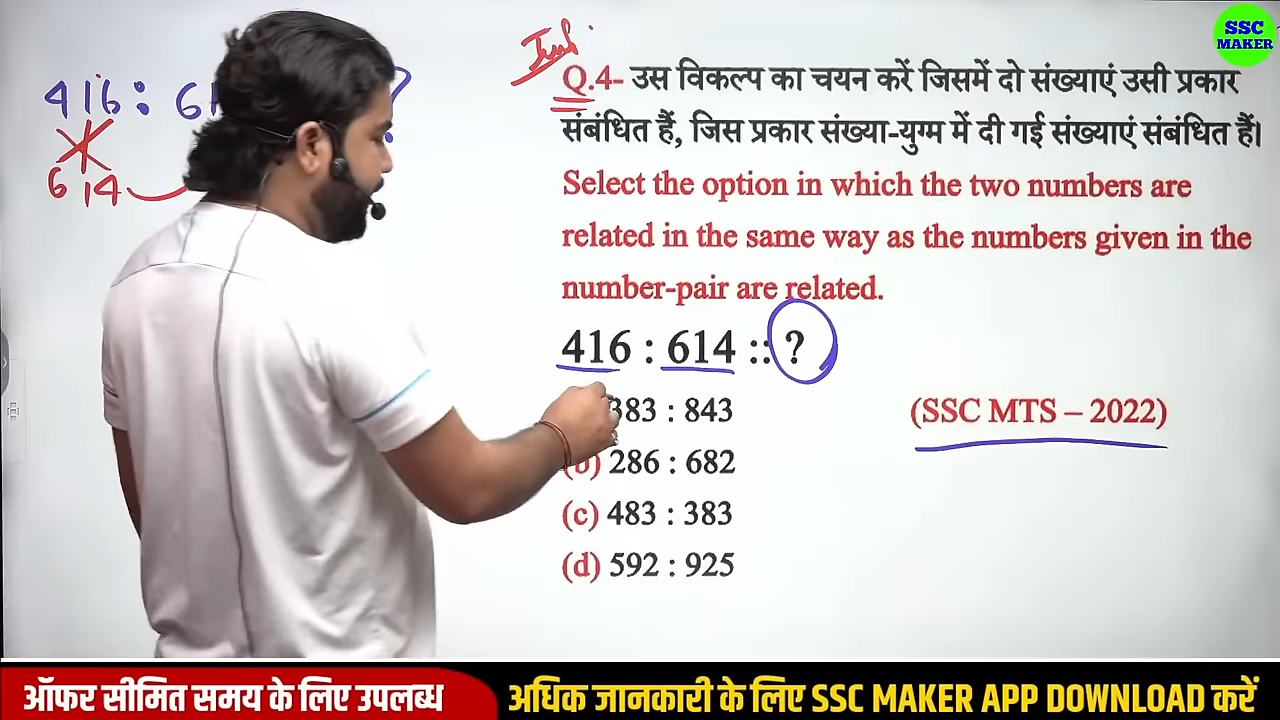 SSC
MAKER
Q.4- उस विकल्प का चयन करें जिसमें दो संख्याएं उसी प्रकार
संबंधित हैं, जिस प्रकार संख्या-युग्म में दी गई संख्याएं संबंधित हैं।
Select the option in which the two numbers are
related in the same way as the numbers given in the
number-pair are related.
416 : 614 :: ?
383 : 843
(SSC MTS – 2022)
(b) 286 : 682
(c) 483 : 383
(d) 592 : 925
416 : 6 ?
614
ऑफर सीमित समय के लिए उपलब्ध
अधिक जानकारी के लिए SSC MAKER APP DOWNLOAD करें